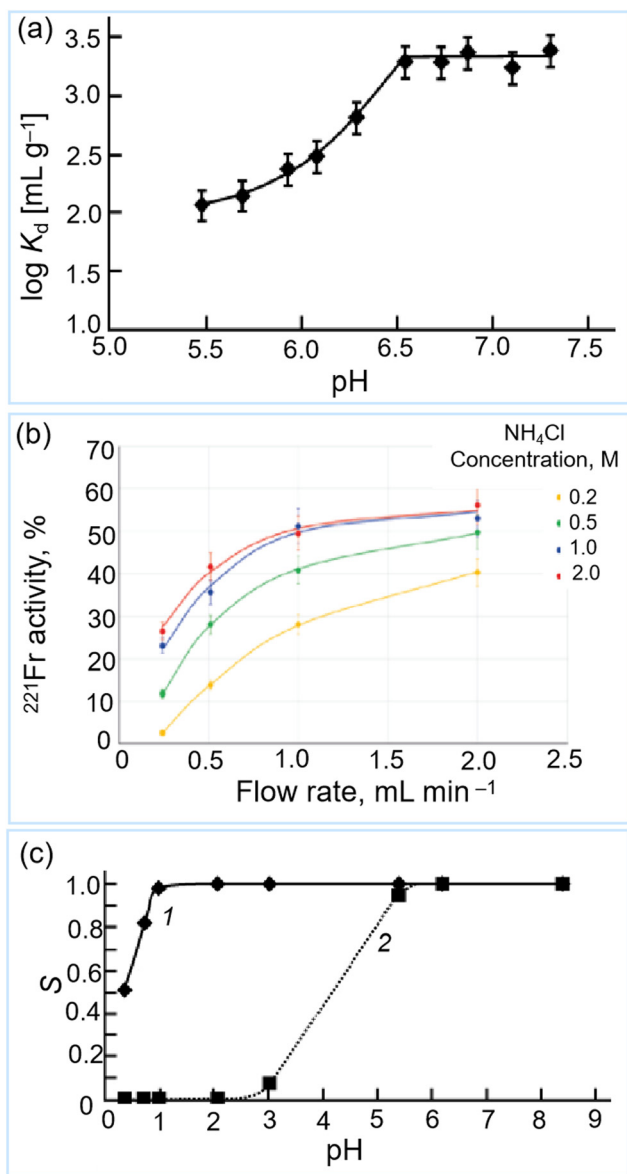 (a)
3.5
3.0
2.5
2.0
1.5
1.0
log Kd [mL g⁻¹]
5.0 5.5 6.0 6.5 7.0 7.5
pH
(b)
NH₄Cl
Concentration, M
0.2
0.5
1.0
2.0
70
60
50
40
30
20
10
0
²²¹Fr activity, %
0 0.5 1.0 1.5 2.0 2.5
Flow rate, mL min⁻¹
(c)
1.0
0.8
0.6
0.4
0.2
0
S
1
2
1 2 3 4 5 6 7 8 9
pH